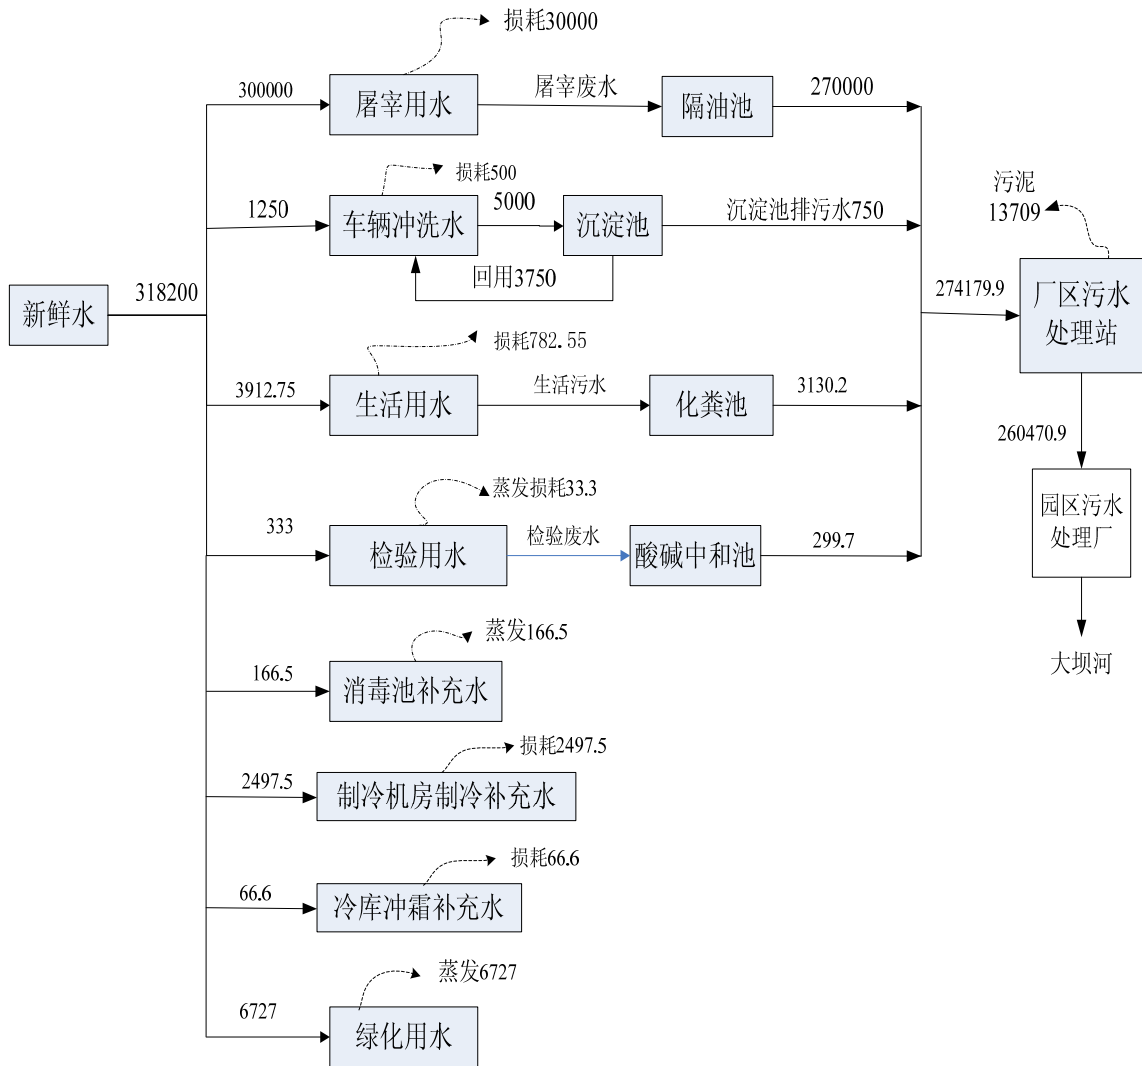 损耗30000
300000
屠宰用水
屠宰废水
隔油池
270000
损耗500
1250
车辆冲洗水
5000
沉淀池
沉淀池排污水750
回用3750
污泥
13709
新鲜水
318200
274179.9
厂区污水
处理站
损耗782.55
3912.75
生活用水
生活污水
化粪池
3130.2
260470.9
园区污水
处理厂
大坝河
蒸发损耗33.3
333
检验用水
检验废水
酸碱中和池
299.7
蒸发166.5
166.5
消毒池补充水
损耗2497.5
2497.5
制冷机房制冷补充水
损耗66.6
66.6
冷库冲霜补充水
蒸发6727
6727
绿化用水